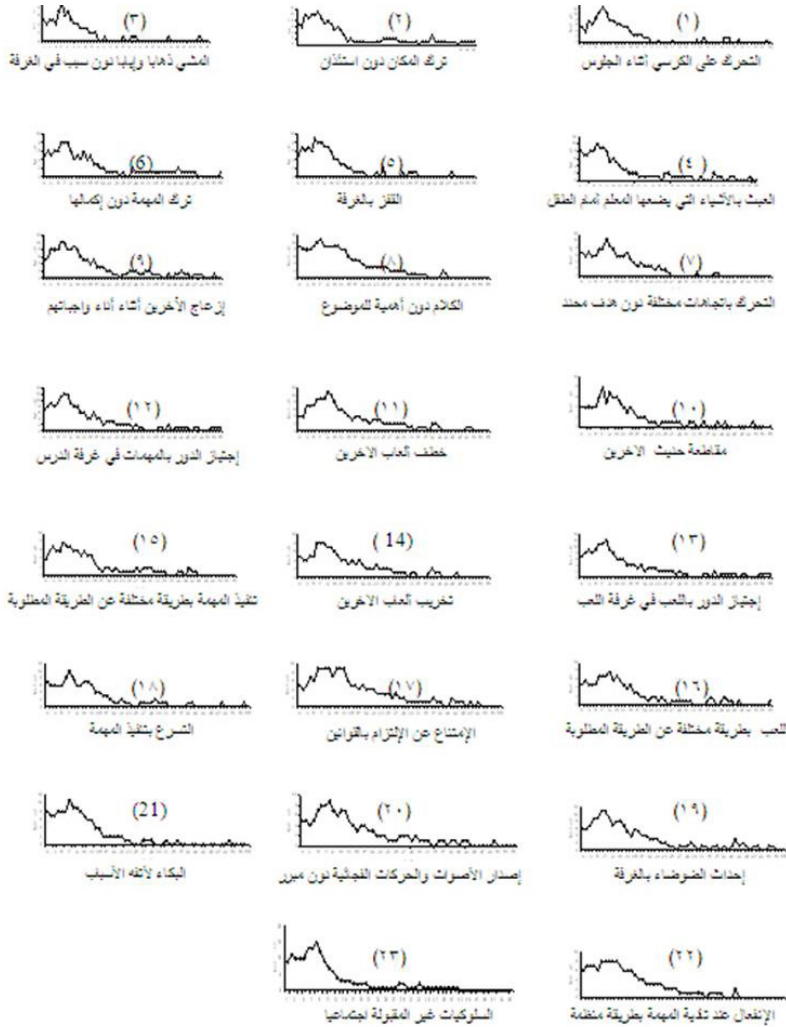 (١)
التحرك على الكرسي أثناء الجلوس
(٢)
ترك المكان دون استئذان
(٣)
المشي ذهابا وإيابا دون سبب في الغرفة
(٤)
العبث بالأشياء التي يضعها المعلم أمام الطفل
(٥)
القفز بالغرفة
(6)
ترك المهمة دون إكمالها
(٧)
التحرك باتجاهات مختلفة دون هدف محدد
(٨)
الكلام دون أهمية للموضوع
(٩)
إزعاج الأخرين أثناء أداء واجباتهم
(١٠)
مقاطعة حديث الاخرين
(١١)
خطف ألعاب الاخرين
(١٢)
إجتياز الدور بالمهمات في غرفة الدرس
(١٣)
إجتياز الدور باللعب في غرفة اللعب
(14 )
تخريب ألعاب الاخرين
(١٥)
تنفيذ المهمة بطريقة مختلفة عن الطريقة المطلوبة
(١٦)
اللعب بطريقة مختلفة عن الطريقة المطلوبة
(١٧)
الإمتناع عن الإلتزام بالقوانين
(١٨)
التسرع بتنفيذ المهمة
(١٩)
إحداث الضوضاء بالغرفة
(٢٠)
إصدار الأصوات والحركات الفجائية دون مبرر
(21)
البكاء لأتفه الأسباب
(٢٢)
الإنفعال عند تأدية المهمة بطريقة منظمة
(٢٣)
السلوكيات غير المقبولة اجتماعيا